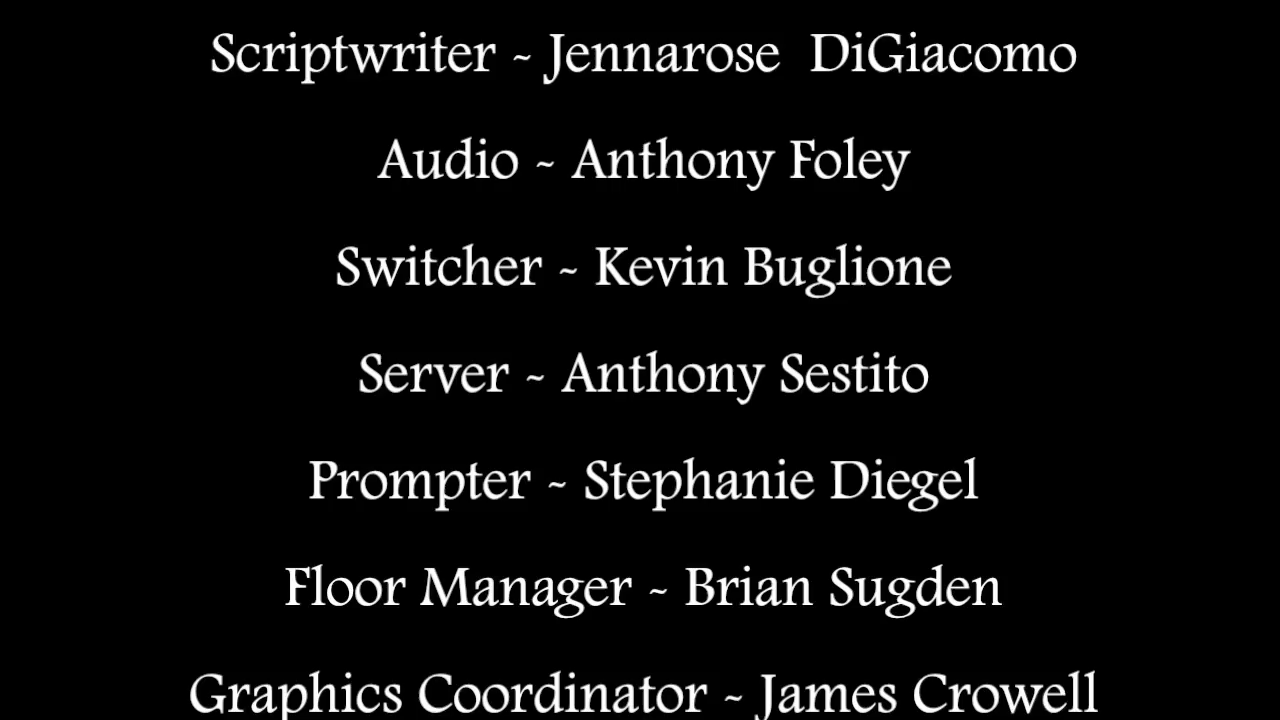 Scriptwriter - Jennarose  DiGiacomo
Audio - Anthony Foley
Switcher - Kevin Buglione
Server - Anthony Sestito
Prompter - Stephanie Diegel
Floor Manager - Brian Sugden
Graphics Coordinator - James Crowell